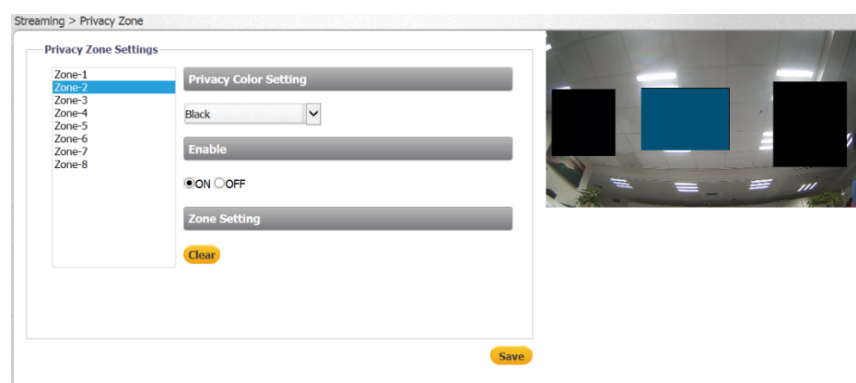 Streaming > Privacy Zone
Privacy Zone Settings
Zone-1
Zone-2
Zone-3
Zone-4
Zone-5
Zone-6
Zone-7
Zone-8
Privacy Color Setting
Black
Enable
ON OFF
Zone Setting
Clear
Save